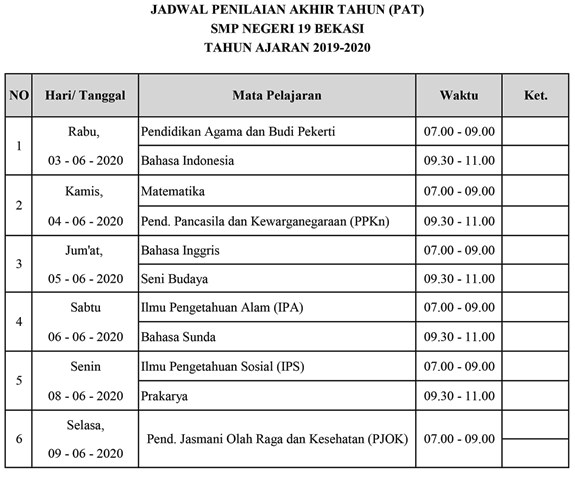 JADWAL PENILAIAN AKHIR TAHUN (PAT)
SMP NEGERI 19 BEKASI
TAHUN AJARAN 2019-2020
NO Hari/ Tanggal Mata Pelajaran Waktu Ket.
1 Rabu, Pendidikan Agama dan Budi Pekerti 07.00 - 09.00
03 - 06 - 2020 Bahasa Indonesia 09.30 - 11.00
2 Kamis, Matematika 07.00 - 09.00
04 - 06 - 2020 Pend. Pancasila dan Kewarganegaraan (PPKn) 09.30 - 11.00
3 Jum'at, Bahasa Inggris 07.00 - 09.00
05 - 06 - 2020 Seni Budaya 09.30 - 11.00
4 Sabtu Ilmu Pengetahuan Alam (IPA) 07.00 - 09.00
06 - 06 - 2020 Bahasa Sunda 09.30 - 11.00
5 Senin Ilmu Pengetahuan Sosial (IPS) 07.00 - 09.00
08 - 06 - 2020 Prakarya 09.30 - 11.00
6 Selasa, Pend. Jasmani Olah Raga dan Kesehatan (PJOK) 07.00 - 09.00
09 - 06 - 2020